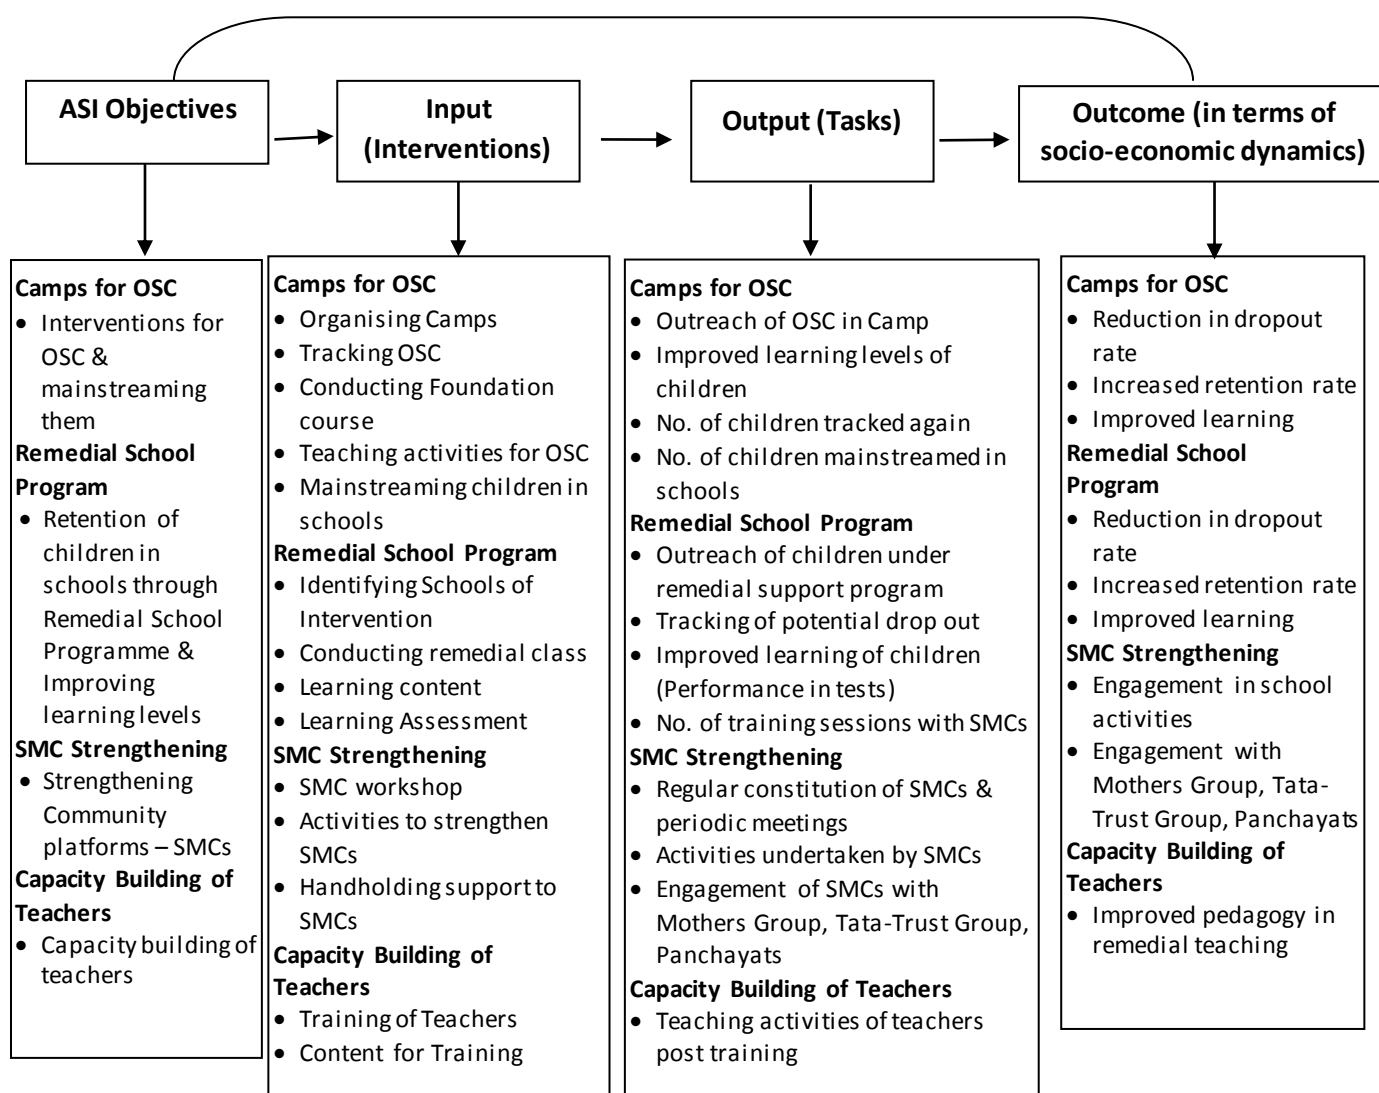 ASI Objectives
Input
(Interventions)
Output (Tasks)
Outcome (in terms of
socio-economic dynamics)
Camps for OSC
• Interventions for
OSC &
mainstreaming
them
Remedial School
Program
• Retention of
children in
schools through
Remedial School
Programme &
Improving
learning levels
SMC Strengthening
• Strengthening
Community
platforms – SMCs
Capacity Building of
Teachers
• Capacity building of
teachers
Camps for OSC
• Organising Camps
• Tracking OSC
• Conducting Foundation
course
• Teaching activities for OSC
• Mainstreaming children in
schools
Remedial School Program
• Identifying Schools of
Intervention
• Conducting remedial class
• Learning content
• Learning Assessment
SMC Strengthening
• SMC workshop
• Activities to strengthen
SMCs
• Handholding support to
SMCs
Capacity Building of
Teachers
• Training of Teachers
• Content for Training
Camps for OSC
• Outreach of OSC in Camp
• Improved learning levels of
children
• No. of children tracked again
• No. of children mainstreamed in
schools
Remedial School Program
• Outreach of children under
remedial support program
• Tracking of potential drop out
• Improved learning of children
(Performance in tests)
• No. of training sessions with SMCs
SMC Strengthening
• Regular constitution of SMCs &
periodic meetings
• Activities undertaken by SMCs
• Engagement of SMCs with
Mothers Group, Tata-Trust Group,
Panchayats
Capacity Building of Teachers
• Teaching activities of teachers
post training
Camps for OSC
• Reduction in dropout
rate
• Increased retention rate
• Improved learning
Remedial School
Program
• Reduction in dropout
rate
• Increased retention rate
• Improved learning
SMC Strengthening
• Engagement in school
activities
• Engagement with
Mothers Group, Tata-
Trust Group, Panchayats
Capacity Building of
Teachers
• Improved pedagogy in
remedial teaching